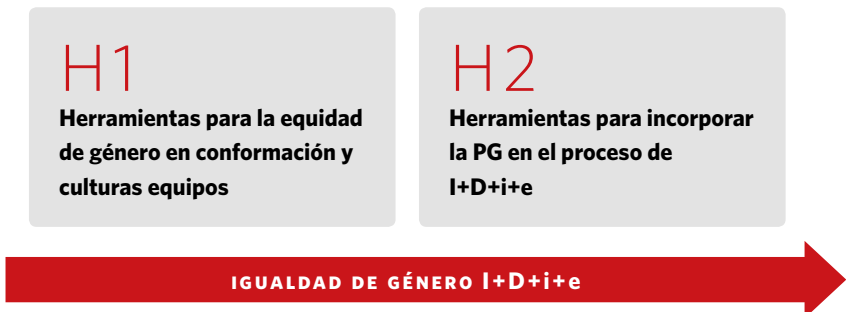 H1
Herramientas para la equidad
de género en conformación y
culturas equipos
H2
Herramientas para incorporar
la PG en el proceso de
I+D+i+e
IGUALDAD DE GÉNERO I+D+i+e